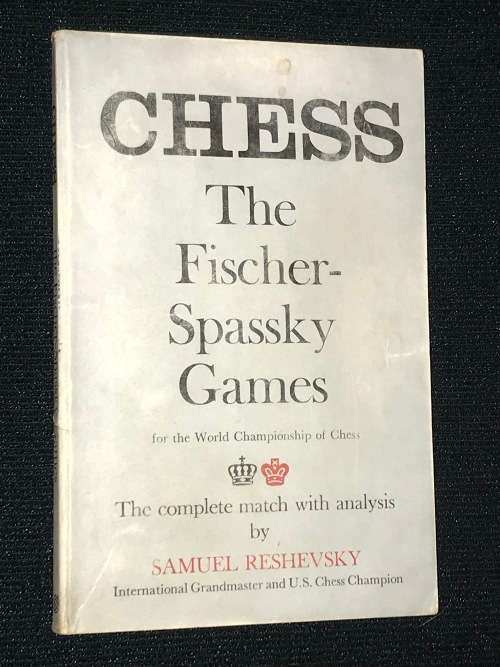 CHESS
The
Fischer-
Spassky
Games
for the World Championship of Chess
The complete match with analysis
by
SAMUEL RESHEVSKY
International Grandmaster and U.S. Chess Champion